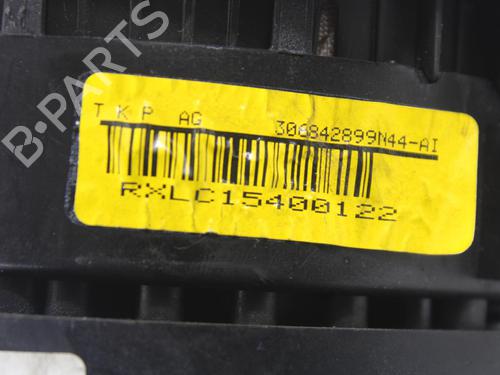 B-PARTS
TKP AG 306842899N44-AI
RXLC15400122